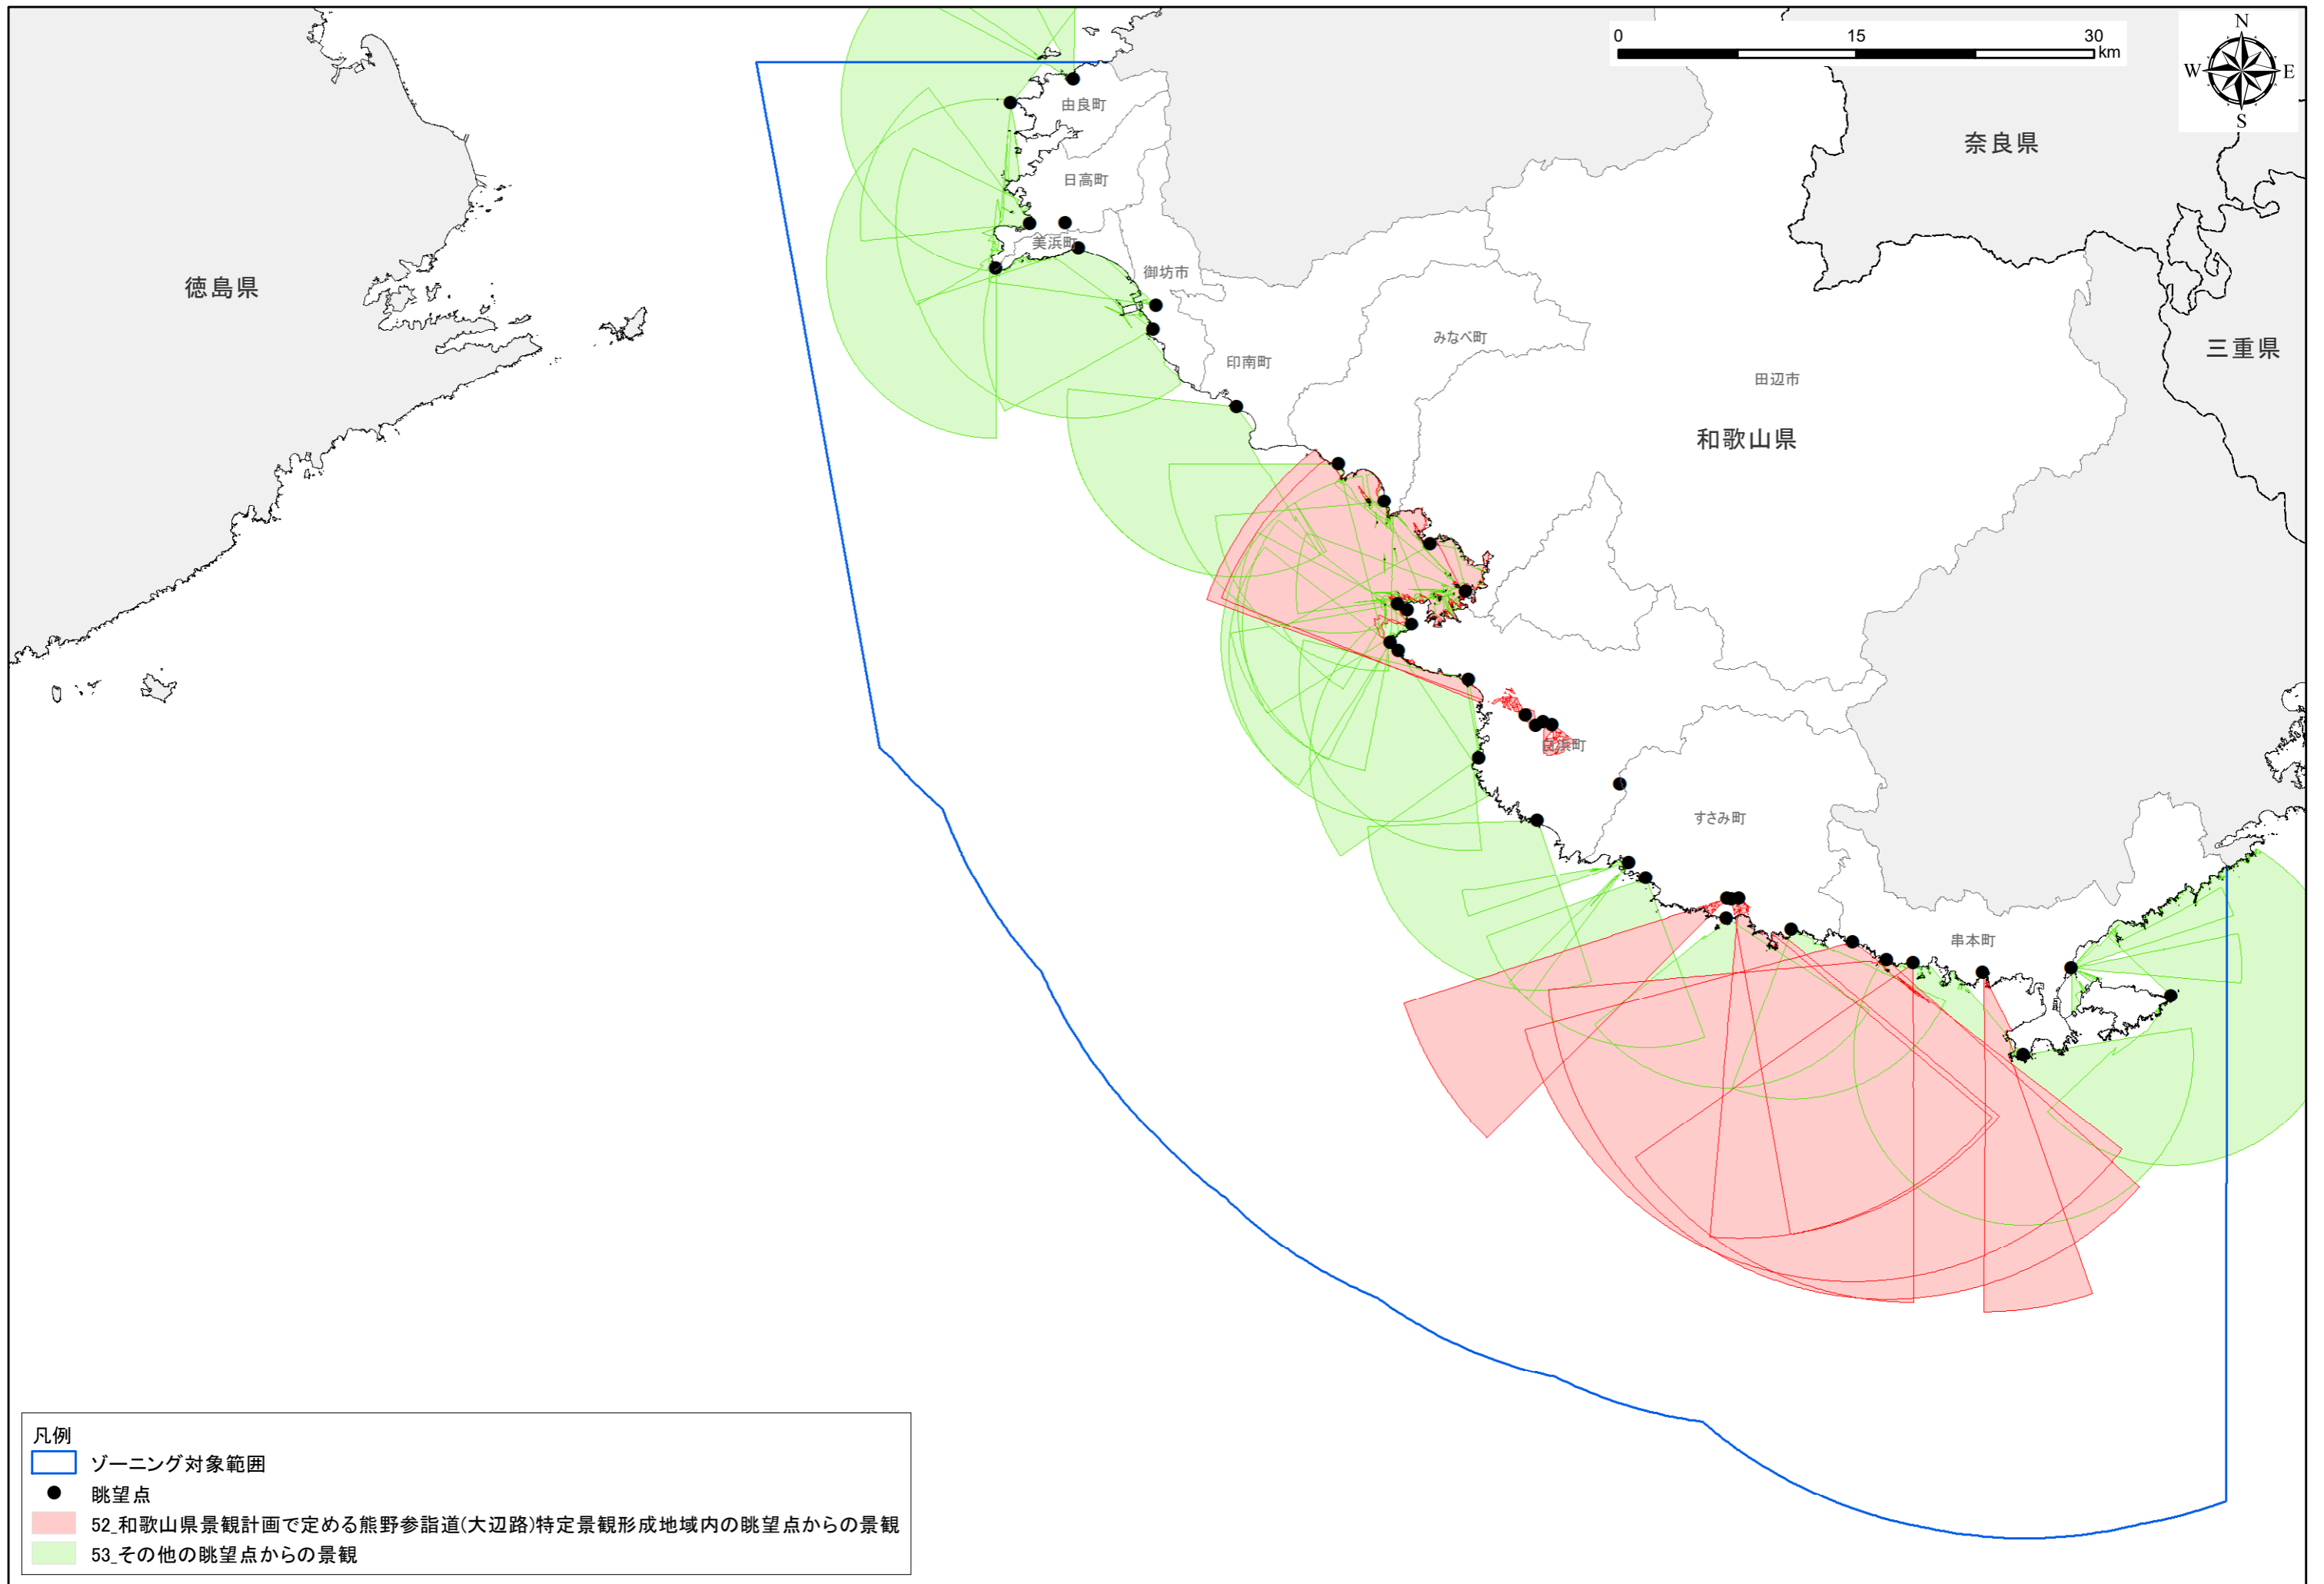 0 15 30
km
N
W E
S
由良町
奈良県
日高町
美浜町
御坊市
徳島県
みなべ町
三重県
印南町
田辺市
和歌山県
白浜町
すさみ町
串本町
凡例
ゾーニング対象範囲
眺望点
52_和歌山県景観計画で定める熊野参詣道(大辺路)特定景観形成地域内の眺望点からの景観
53_その他の眺望点からの景観